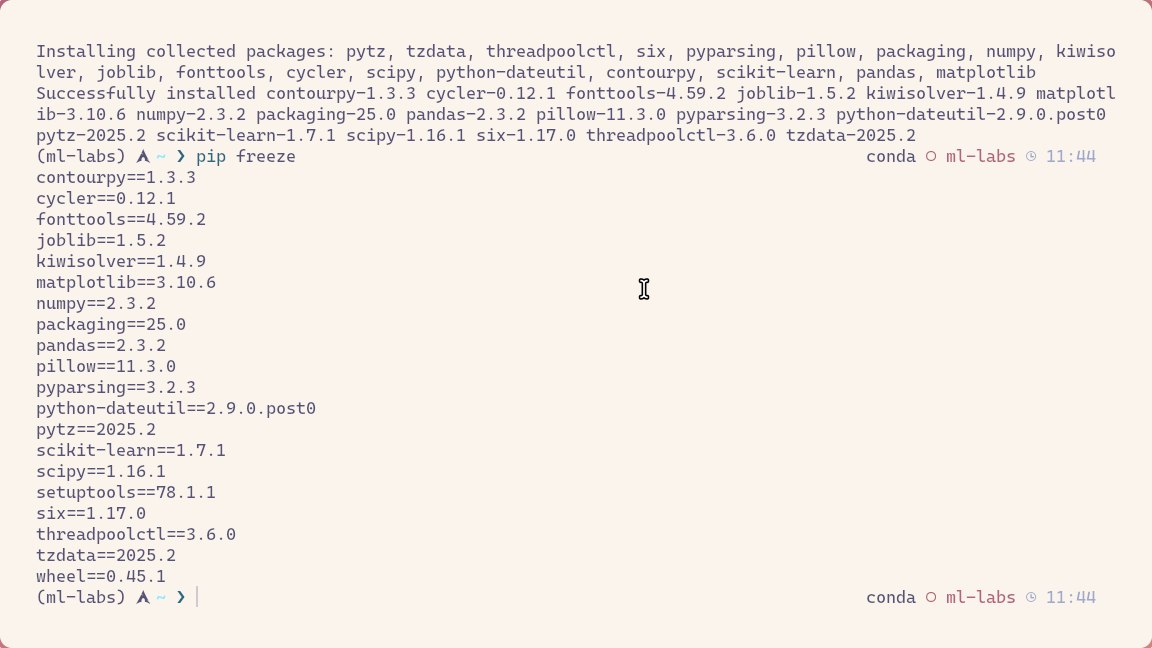 Installing collected packages: pytz, tzdata, threadpoolctl, six, pyparsing, pillow, packaging, numpy, kiwiso
lver, joblib, fonttools, cycler, scipy, python-dateutil, contourpy, scikit-learn, pandas, matplotlib
Successfully installed contourpy-1.3.3 cycler-0.12.1 fonttools-4.59.2 joblib-1.5.2 kiwisolver-1.4.9 matplotl
ib-3.10.6 numpy-2.3.2 packaging-25.0 pandas-2.3.2 pillow-11.3.0 pyparsing-3.2.3 python-dateutil-2.9.0.post0
pytz-2025.2 scikit-learn-1.7.1 scipy-1.16.1 six-1.17.0 threadpoolctl-3.6.0 tzdata-2025.2
(ml-labs) ~ ❯ pip freeze conda ml-labs 11:44
contourpy==1.3.3
cycler==0.12.1
fonttools==4.59.2
joblib==1.5.2
kiwisolver==1.4.9
matplotlib==3.10.6
numpy==2.3.2
packaging==25.0
pandas==2.3.2
pillow==11.3.0
pyparsing==3.2.3
python-dateutil==2.9.0.post0
pytz==2025.2
scikit-learn==1.7.1
scipy==1.16.1
setuptools==78.1.1
six==1.17.0
threadpoolctl==3.6.0
tzdata==2025.2
wheel==0.45.1
(ml-labs) ~ ❯ conda ml-labs 11:44